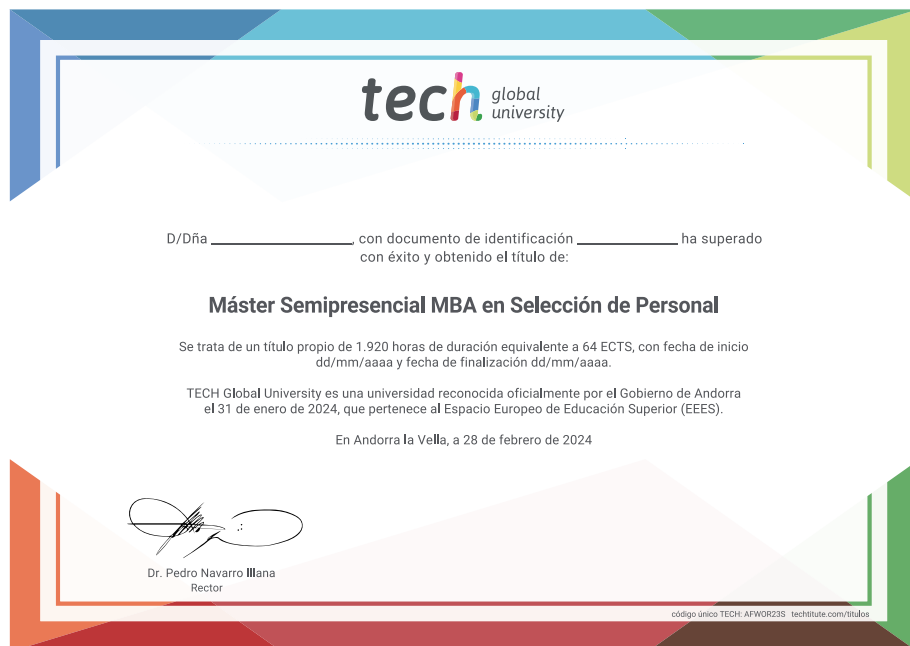 tech global
university
D/Dña ___________________, con documento de identificación ______________ ha superado
con éxito y obtenido el título de:
Máster Semipresencial MBA en Selección de Personal
Se trata de un título propio de 1.920 horas de duración equivalente a 64 ECTS, con fecha de inicio
dd/mm/aaaa y fecha de finalización dd/mm/aaaa.
TECH Global University es una universidad reconocida oficialmente por el Gobierno de Andorra
el 31 de enero de 2024, que pertenece al Espacio Europeo de Educación Superior (EEES).
En Andorra la Vella, a 28 de febrero de 2024
Dr. Pedro Navarro Illana
Rector
código único TECH: AFWOR23S techtitute.com/titulos